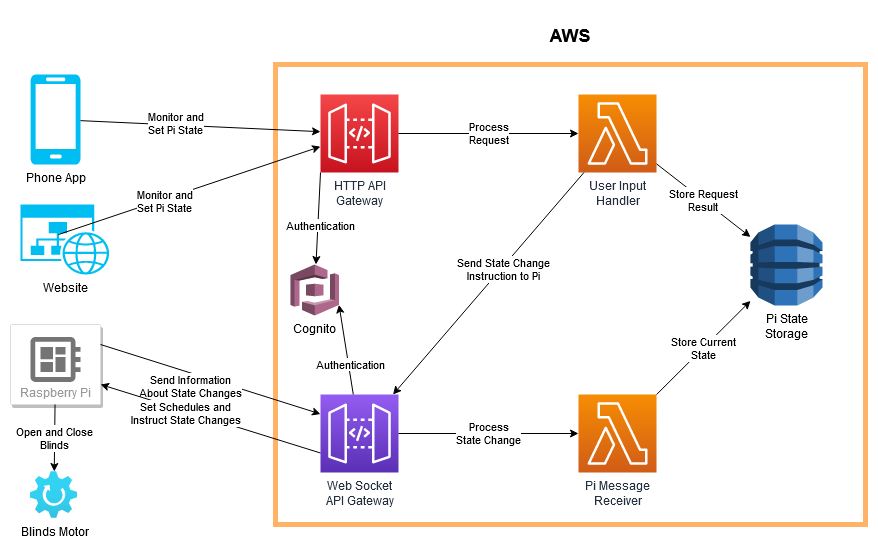 AWS
Monitor and
Set Pi State
Process
Request
Phone App
HTTP API
Gateway
User Input
Handler
Monitor and
Set Pi State
Store Request
Result
Authentication
Website
Send State Change
Instruction to Pi
Cognito
Pi State
Storage
Store Current
State
Authentication
Raspberry Pi
Send Information
About State Changes
Set Schedules and
Instruct State Changes
Open and Close
Blinds
Process
State Change
Web Socket
API Gateway
Pi Message
Receiver
Blinds Motor